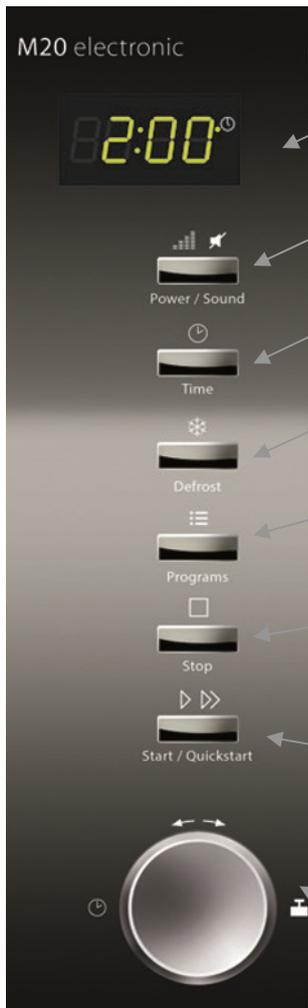 M20 electronic
2:00
Power / Sound
Time
Defrost
Programs
Stop
Start / Quickstart